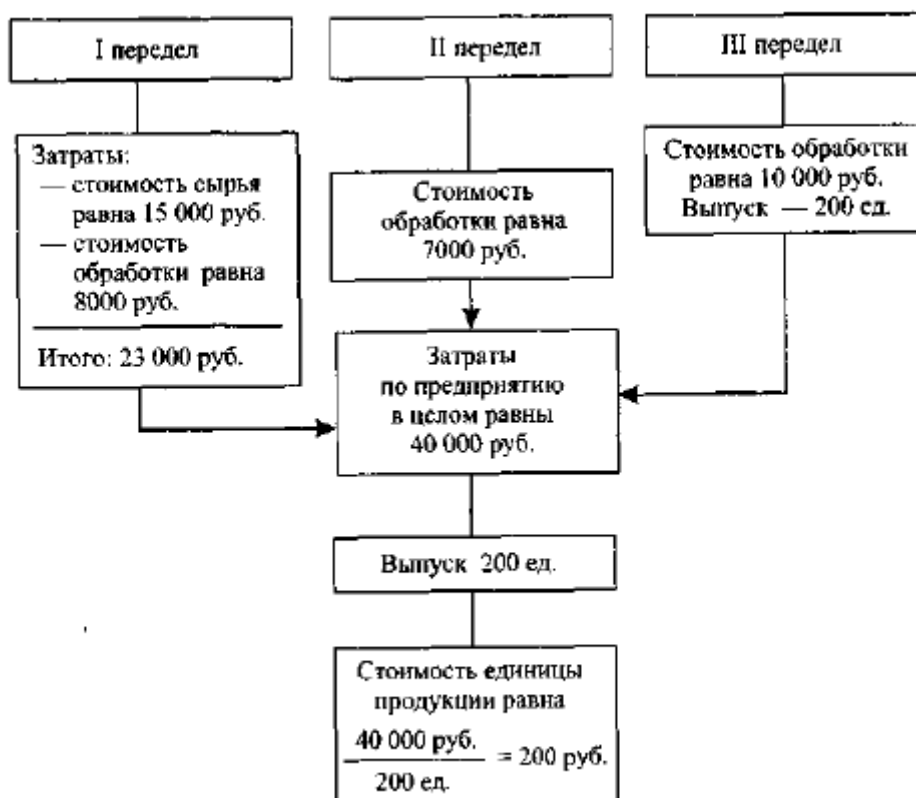 I передел
II передел
III передел
Затраты:
— стоимость сырья
равна 15 000 руб.
— стоимость
обработки равна
8000 руб.
Итого: 23 000 руб.
Стоимость
обработки равна
7000 руб.
Стоимость обработки
равна 10 000 руб.
Выпуск — 200 ед.
Затраты
по предприятию
в целом равны
40 000 руб.
Выпуск 200 ед.
Стоимость единицы
продукции равна
40 000 руб.
= 200 руб.
200 ед.